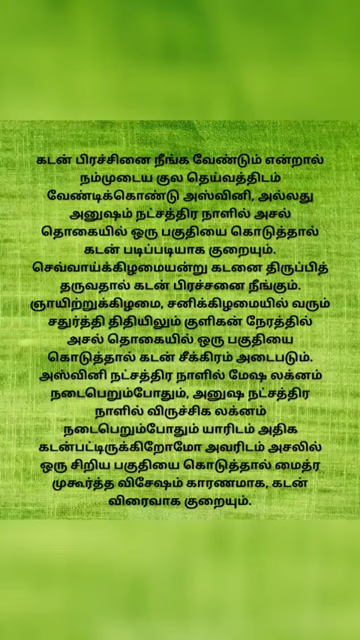 கடன் பிரச்சினை நீங்க வேண்டும் என்றால்
நம்முடைய குல தெய்வத்திடம்
வேண்டிக்கொண்டு அஸ்வினி, அல்லது
அனுஷம் நட்சத்திர நாளில் அசல்
தொகையில் ஒரு பகுதியை கொடுத்தால்
கடன் படிப்படியாக குறையும்.
செவ்வாய்க்கிழமையன்று கடனை திருப்பித்
தருவதால் கடன் பிரச்சனை நீங்கும்.
ஞாயிற்றுக்கிழமை, சனிக்கிழமையில் வரும்
சதுர்த்தி திதியிலும் குளிகன் நேரத்தில்
அசல் தொகையில் ஒரு பகுதியை
கொடுத்தால் கடன் சீக்கிரம் அடைபடும்.
அஸ்வினி நட்சத்திர நாளில் மேஷ லக்னம்
நடைபெறும்போதும், அனுஷ நட்சத்திர
நாளில் விருச்சிக லக்னம்
நடைபெறும்போதும் யாரிடம் அதிக
கடன்பட்டிருக்கிறோமோ அவரிடம் அசலில்
ஒரு சிறிய பகுதியை கொடுத்தால் மைத்ர
முகூர்த்த விசேஷம் காரணமாக, கடன்
விரைவாக குறையும்.